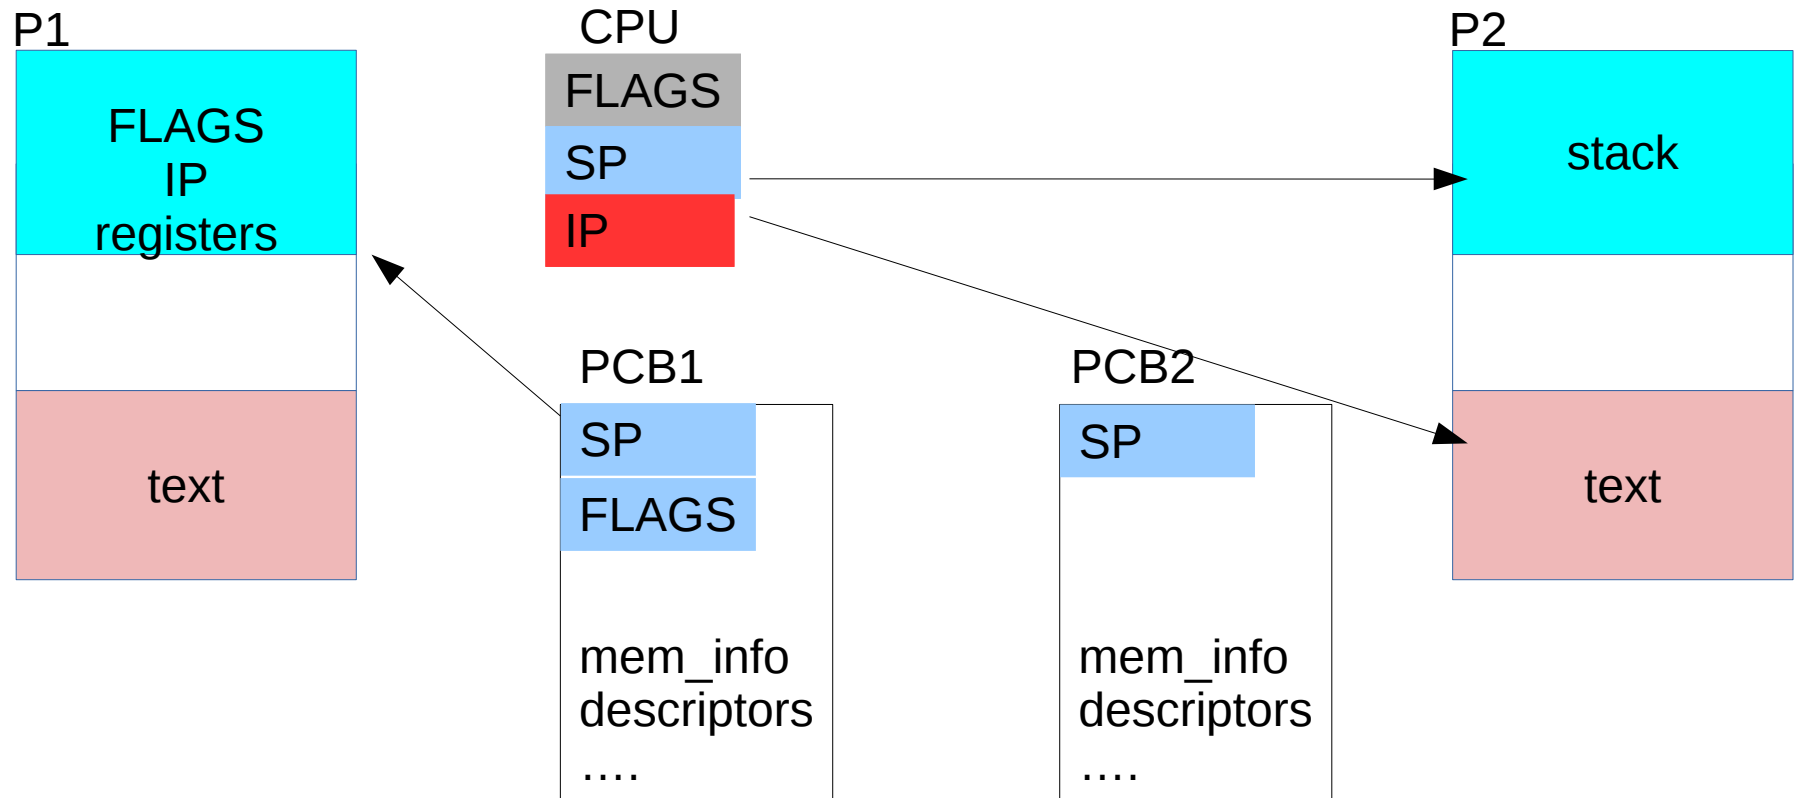 P1
FLAGS
IP
registers
text
CPU
FLAGS
SP
IP
PCB1
SP
FLAGS
mem_info
descriptors
....
PCB2
SP
mem_info
descriptors
....
P2
stack
text